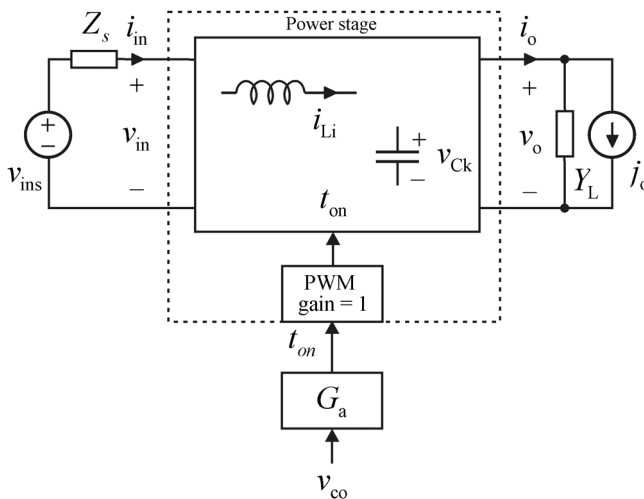 Z_s
i_in
Power stage
i_o
+
+
+
−
v_in
i_Li
+
−
v_Ck
v_o
v_ins
−
t_on
−
Y_L
j_o
PWM
gain = 1
t_on
G_a
v_co